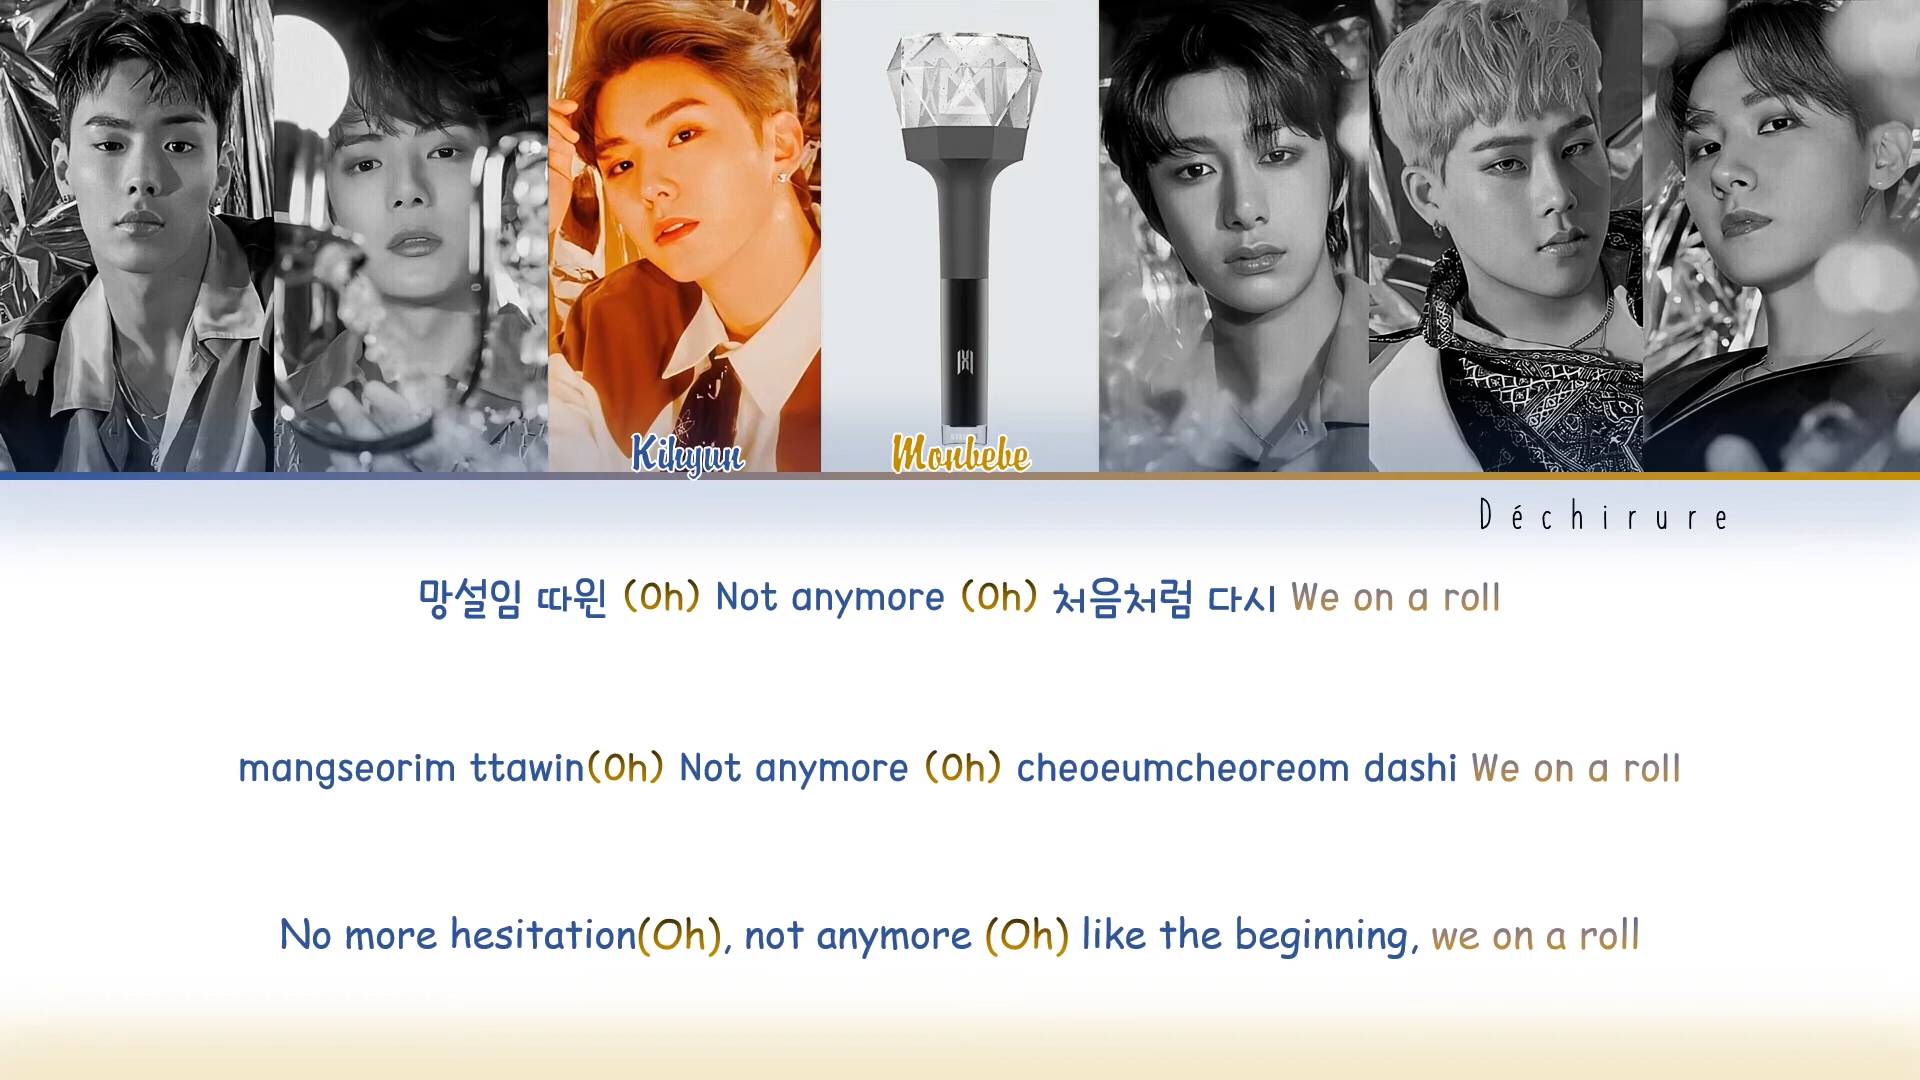 Kihyun
Monbebe
Déchirure
망설임 따윈 (Oh) Not anymore (Oh) 처음처럼 다시 We on a roll
mangseorim ttawin(Oh) Not anymore (Oh) cheoeumcheoreom dashi We on a roll
No more hesitation(Oh), not anymore (Oh) like the beginning, we on a roll